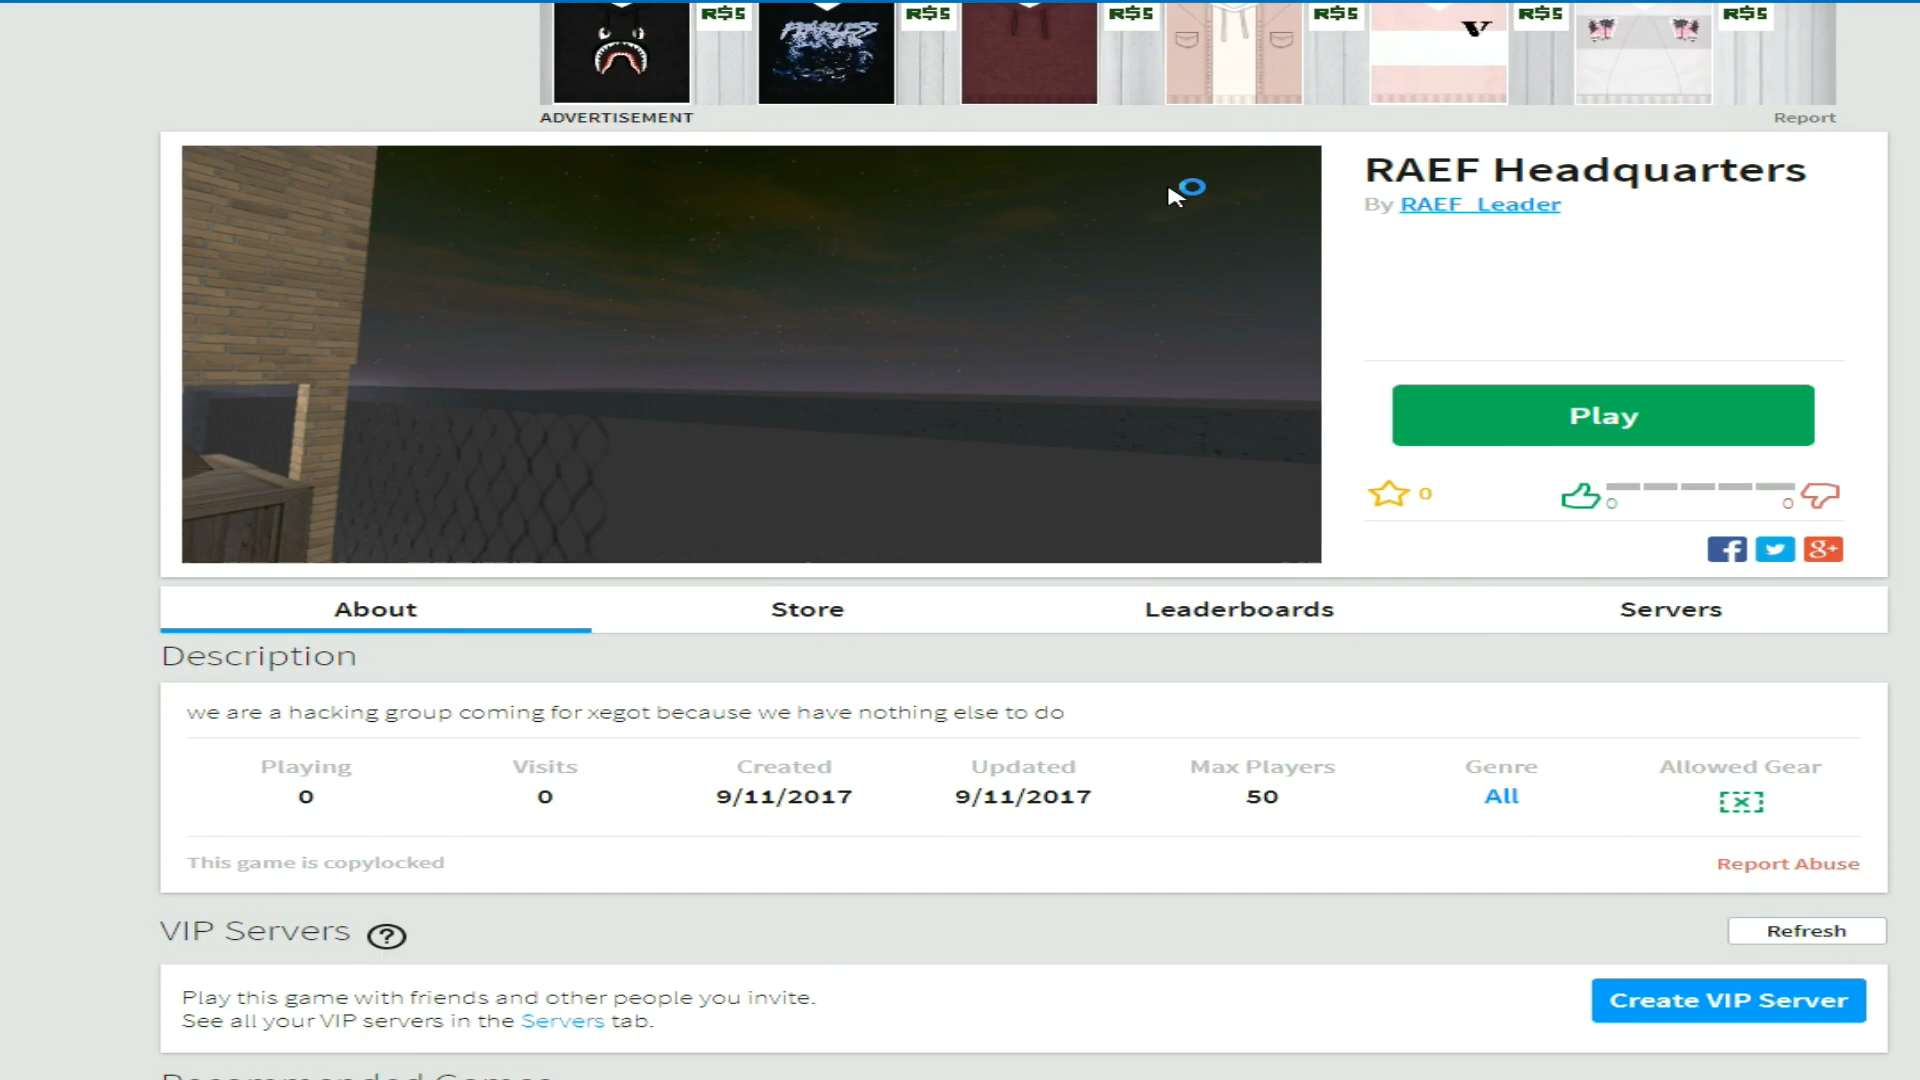 R$5 R$5 R$5 R$5 R$5 R$5
FEARLESS
V
ADVERTISEMENT
Report
RAEF Headquarters
By RAEF_Leader
Play
0
0
0
About
Store
Leaderboards
Servers
Description
we are a hacking group coming for xegot because we have nothing else to do
Playing Visits Created Updated Max Players Genre Allowed Gear
0 0 9/11/2017 9/11/2017 50 All
This game is copylocked
Report Abuse
VIP Servers ?
Refresh
Play this game with friends and other people you invite.
See all your VIP servers in the Servers tab.
Create VIP Server
Recommended Games